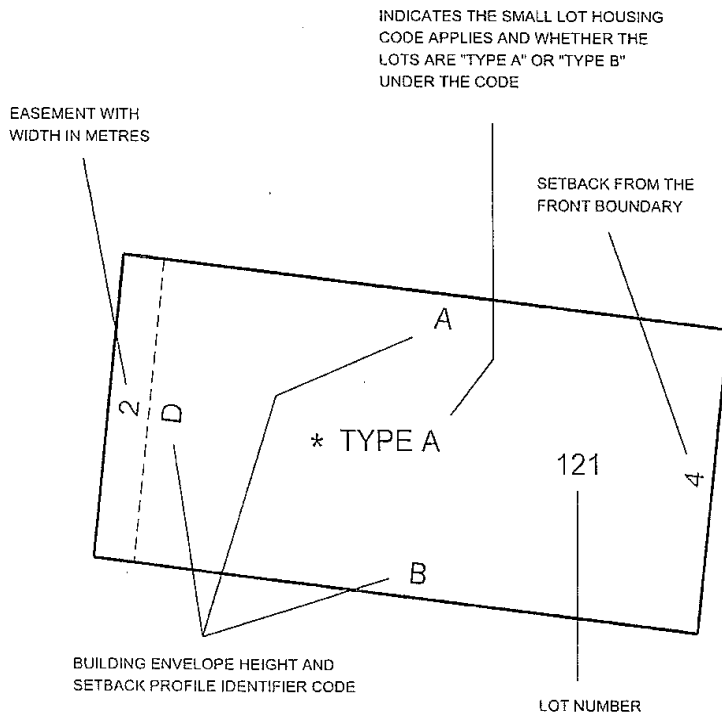 INDICATES THE SMALL LOT HOUSING
CODE APPLIES AND WHETHER THE
LOTS ARE "TYPE A" OR "TYPE B"
UNDER THE CODE
EASEMENT WITH
WIDTH IN METRES
SETBACK FROM THE
FRONT BOUNDARY
A
2
D
* TYPE A
121
4
B
BUILDING ENVELOPE HEIGHT AND
SETBACK PROFILE IDENTIFIER CODE
LOT NUMBER